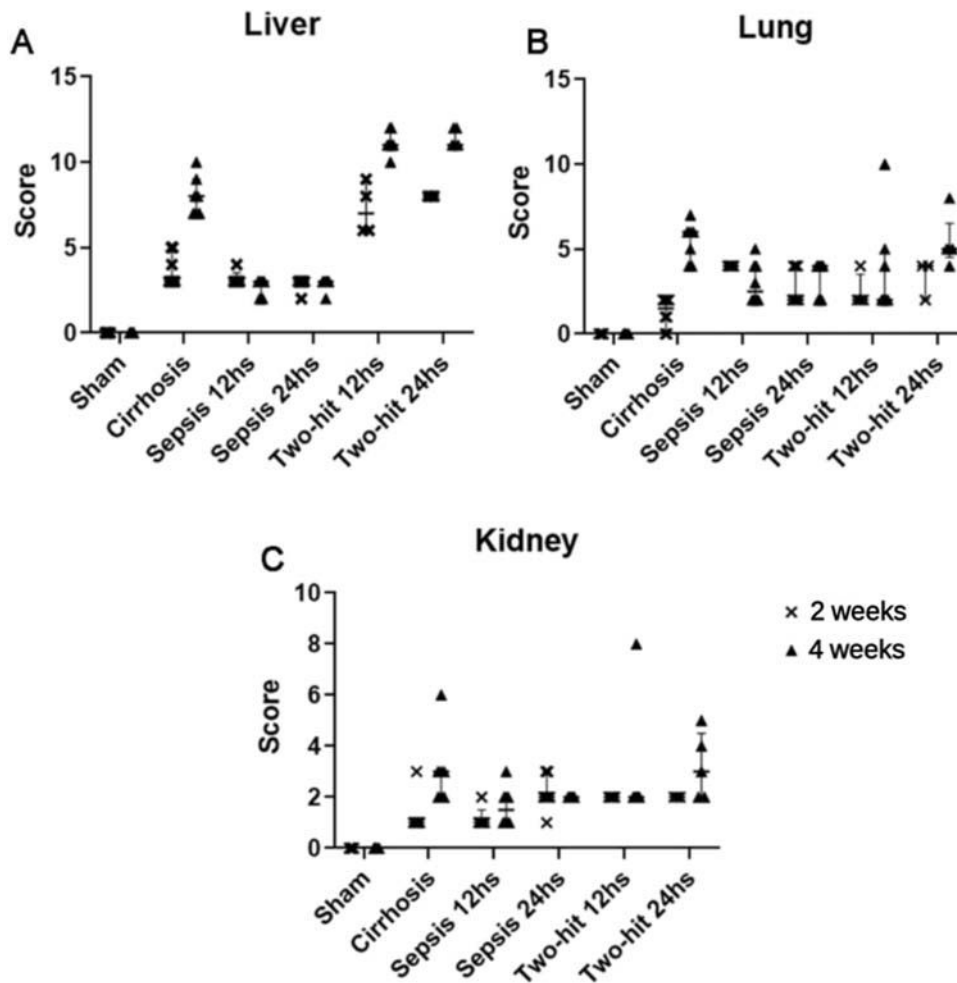 A
Liver
Score
15
10
5
0
Sham
Cirrhosis
Sepsis 12hs
Sepsis 24hs
Two-hit 12hs
Two-hit 24hs
B
Lung
Score
15
10
5
0
Sham
Cirrhosis
Sepsis 12hs
Sepsis 24hs
Two-hit 12hs
Two-hit 24hs
C
Kidney
Score
10
8
6
4
2
0
Sham
Cirrhosis
Sepsis 12hs
Sepsis 24hs
Two-hit 12hs
Two-hit 24hs
2 weeks
4 weeks